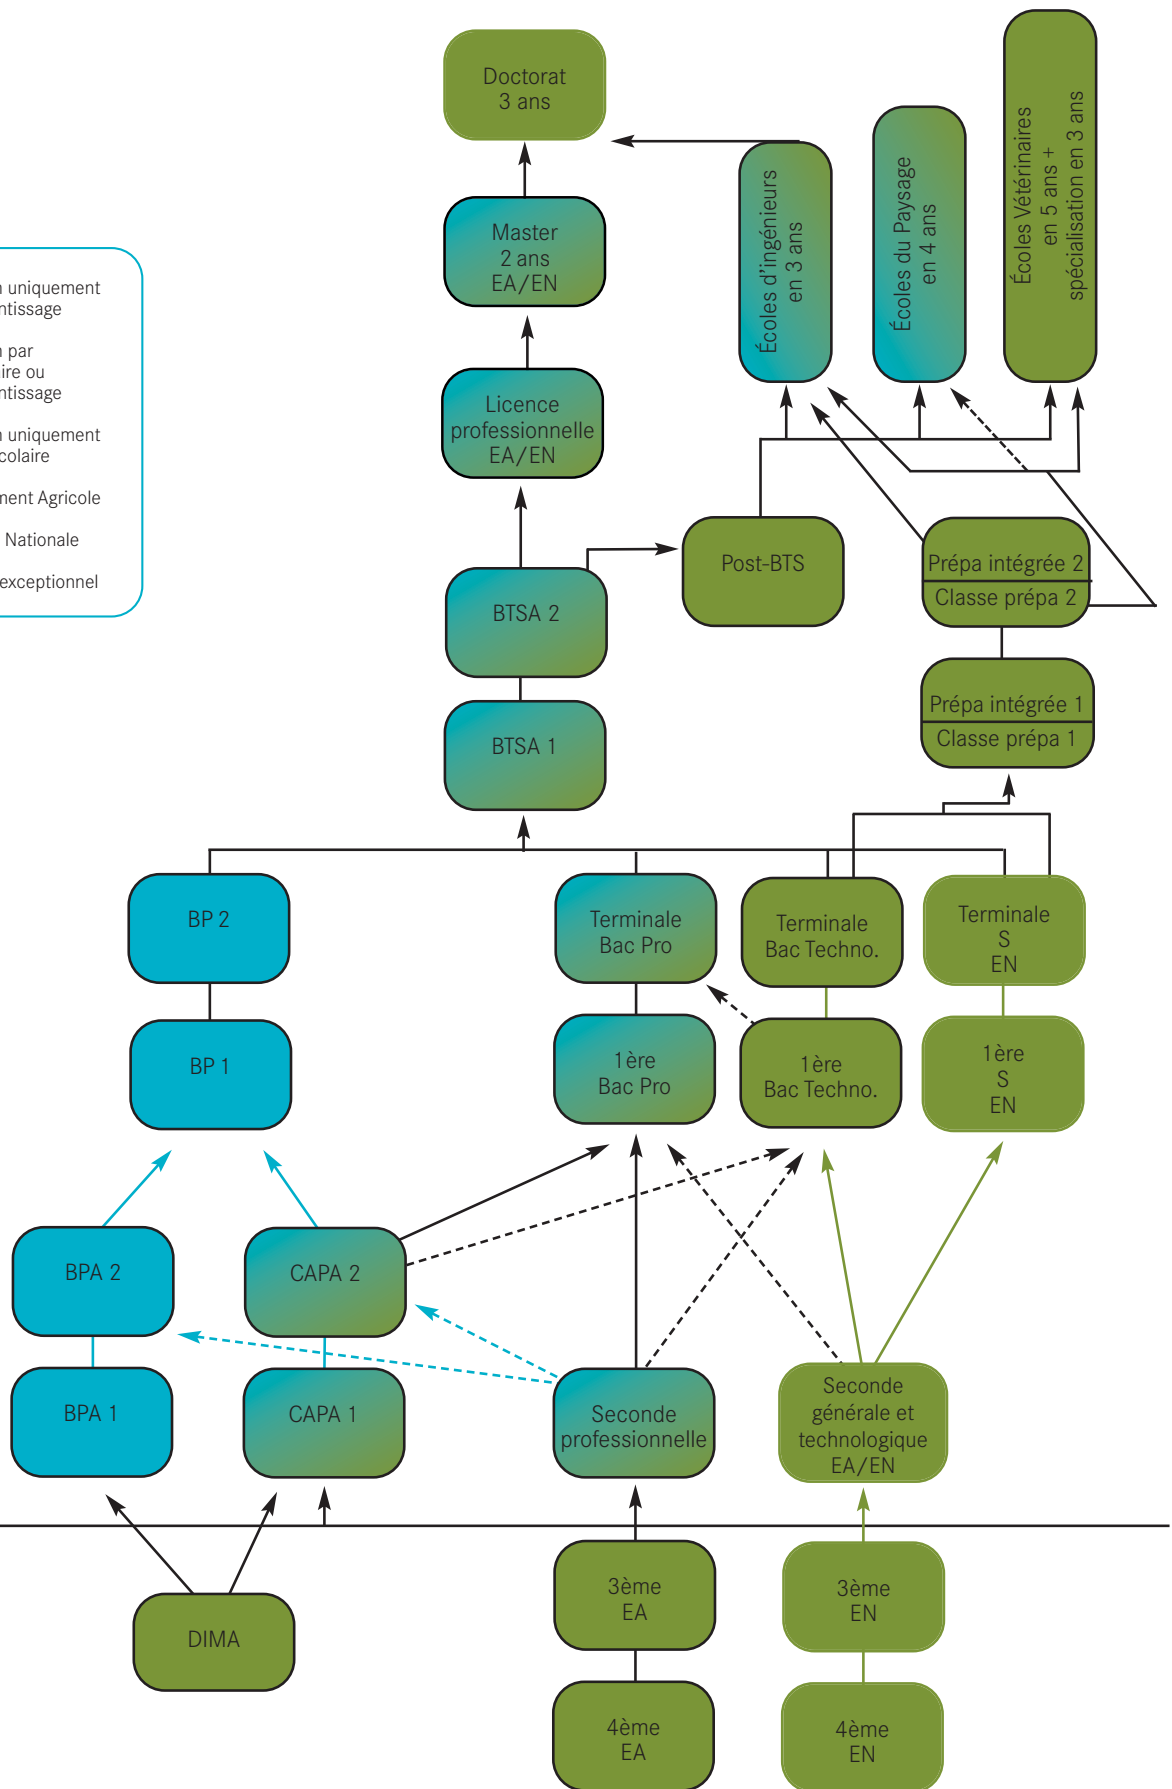 Doctorat
3 ans
Écoles Vétérinaires
en 5 ans +
spécialisation en 3 ans
Écoles du Paysage
en 4 ans
Écoles d'ingénieurs
en 3 ans
Master
2 ans
EA/EN
uniquement
par
ou
uniquement
Agricole
Nationale
exceptionnel
Licence
professionnelle
EA/EN
Post-BTS
Prépa intégrée 2
Classe prépa 2
BTSA 2
Prépa intégrée 1
Classe prépa 1
BTSA 1
BP 2
Terminale
Bac Pro
Terminale
Bac Techno.
Terminale
S
EN
BP 1
1ère
Bac Pro
1ère
Bac Techno.
1ère
S
EN
BPA 2
CAPA 2
BPA 1
CAPA 1
Seconde
professionnelle
Seconde
générale et
technologique
EA/EN
DIMA
3ème
EA
3ème
EN
4ème
EA
4ème
EN